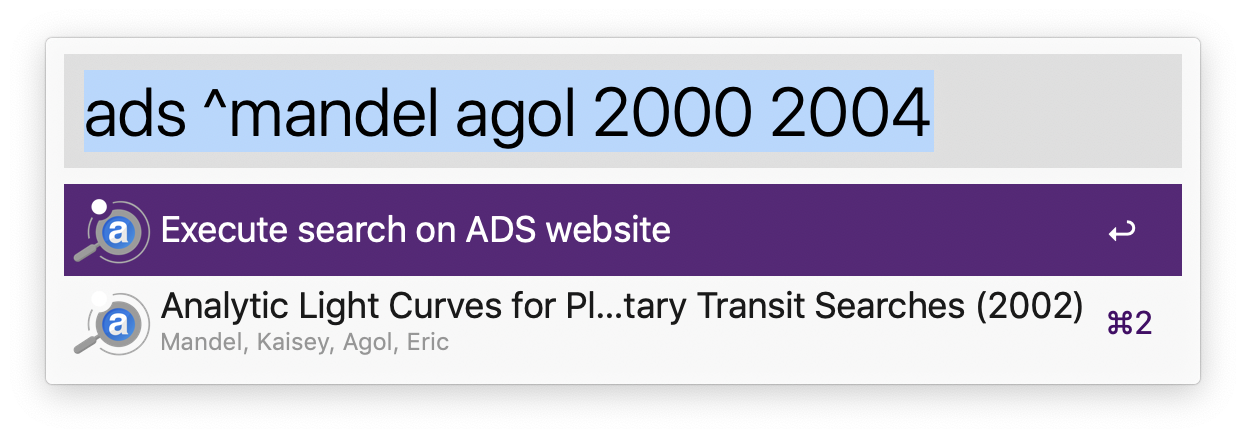 ads ^mandel agol 2000 2004
a Execute search on ADS website ↩
a Analytic Light Curves for Pl...tary Transit Searches (2002) ⌘2
Mandel, Kaisey, Agol, Eric